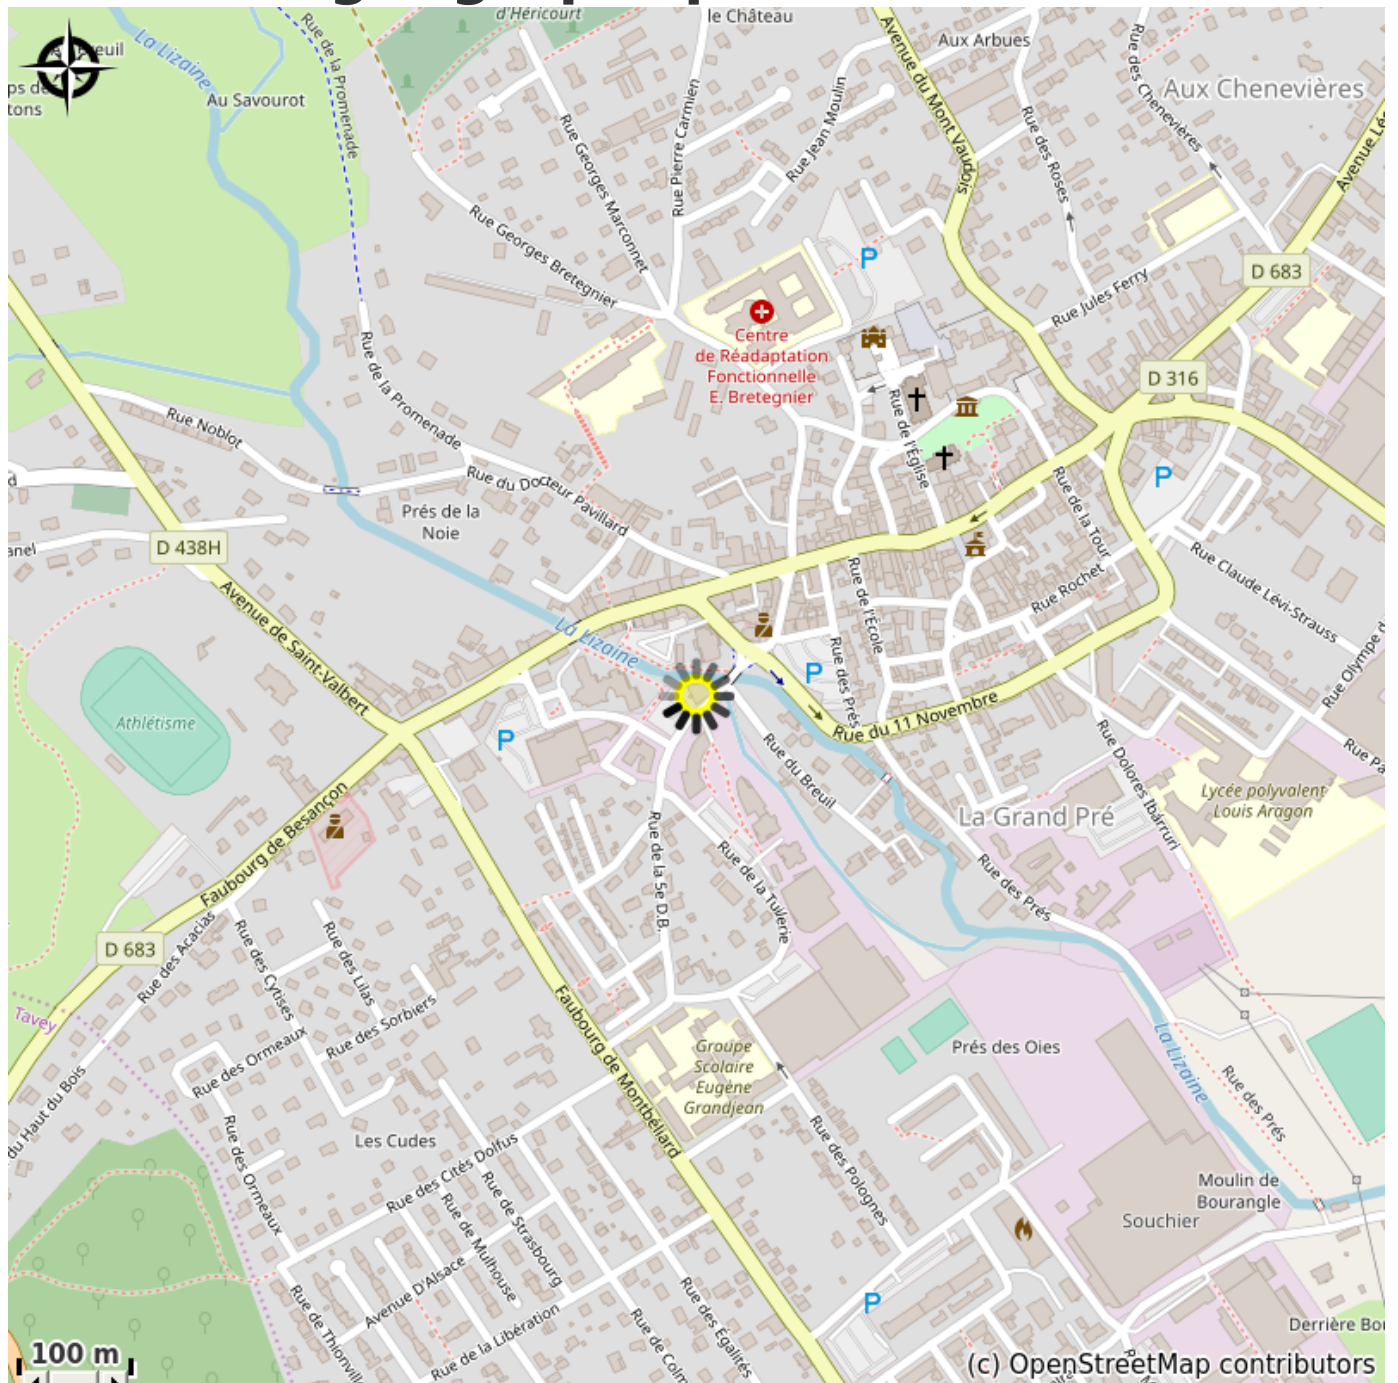 d'Héricourt
le Château
Aux Arbues
Aux Chenevières
La Lizaine
Au Savourot
Rue de la Promenade
Rue Georges Marconnet
Rue Pierre Carmien
Rue Jean Moulin
Avenue du Mont Vaudois
Rue des Roses
Rue des Chenevières
Rue Georges Bretegnier
D 683
Rue Jules Ferry
Centre
de Réadaptation
Fonctionnelle
E. Bretegnier
P
D 316
Rue de la Promenade
Rue Noblot
Rue du Docteur Pavillard
Rue de l'Église
Rue de la Tour
P
Prés de la
Noie
D 438H
Avenue de Saint-Valbert
La Lizaine
Rue de l'École
Rue Rochet
Rue Claude Lévi-Strauss
Rue des Prés
P
Rue du 11 Novembre
Athlétisme
P
Rue du Breuil
Rue Dolores Ibárruri
Lycée polyvalent
Louis Aragon
La Grand Pré
Faubourg de Besançon
Rue de la 5e D.B.
Rue de la Tuilerie
Rue des Prés
D 683
Rue des Acacias
Rue des Cytises
Rue des Lilas
Rue des Sorbiers
Tavey
Rue des Ormeaux
Faubourg de Montbéliard
Groupe
Scolaire
Eugène
Grandjean
Prés des Oies
La Lizaine
Rue des Prés
du Haut du Bois
Les Cudes
Rue des Ormeaux
Rue des Cités Dolfus
Rue de Strasbourg
Rue de Mulhouse
Rue des Polognes
Moulin de
Bourangle
Souchier
Avenue D'Alsace
Rue de la Libération
Rue des Égalités
P
100 m
(c) OpenStreetMap contributors